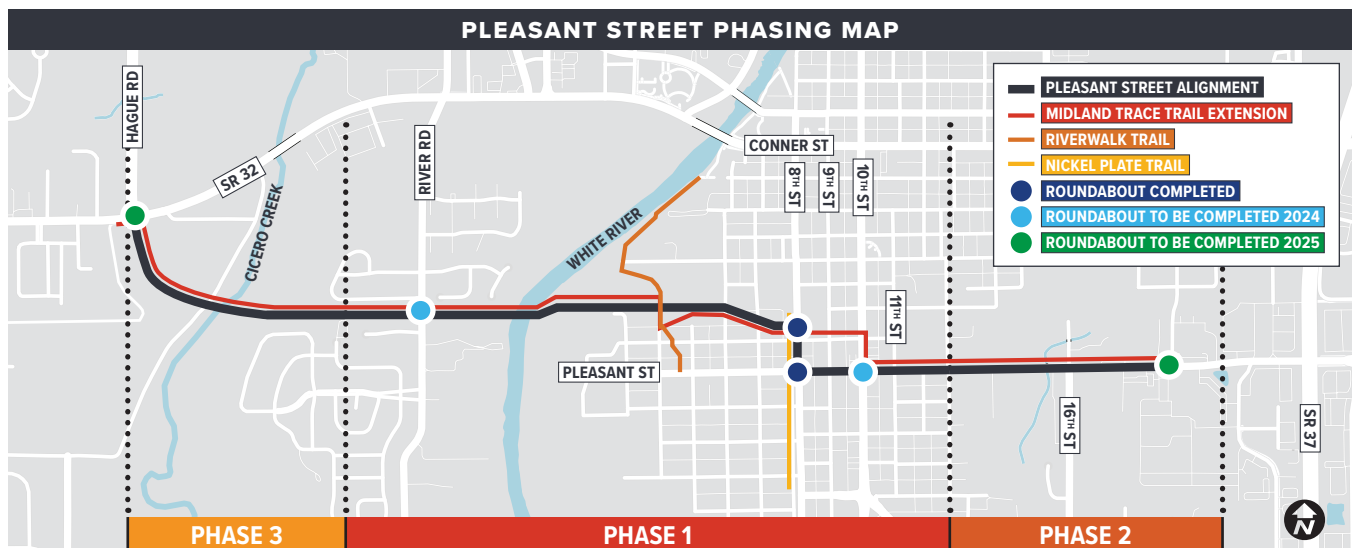 PLEASANT STREET PHASING MAP
PLEASANT STREET ALIGNMENT
MIDLAND TRACE TRAIL EXTENSION
RIVERWALK TRAIL
NICKEL PLATE TRAIL
ROUNDABOUT COMPLETED
ROUNDABOUT TO BE COMPLETED 2024
ROUNDABOUT TO BE COMPLETED 2025
HAGUE RD
SR 32
CICERO CREEK
RIVER RD
WHITE RIVER
CONNER ST
8TH ST
9TH ST
10TH ST
11TH ST
PLEASANT ST
16TH ST
SR 37
N
PHASE 3
PHASE 1
PHASE 2